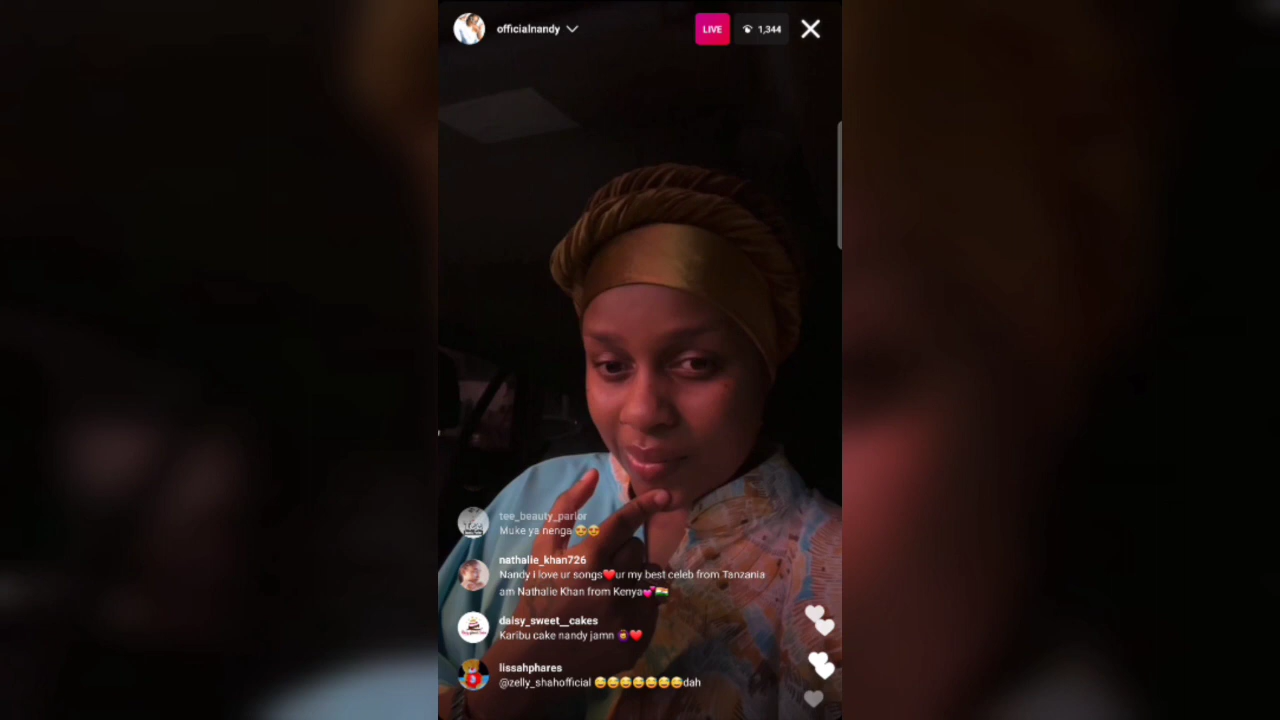 officialnandy
LIVE
1,344
tee_beauty_parlor
Muke ya nenga 😍😍
nathalie_khan726
Nandy i love ur songs❤️ur my best celeb from Tanzania
am Nathalie Khan from Kenya💕🇮🇳
daisy_sweet__cakes
Karibu cake nandy jamn 🤷‍♀️❤️
lissahphares
@zelly_shahofficial 😅😅😅😅😅😅😅dah